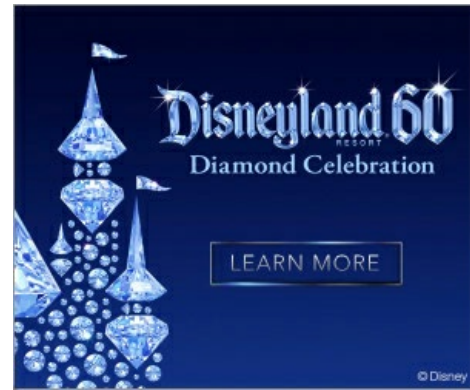 Disneyland 60
RESORT
Diamond Celebration
LEARN MORE
© Disney